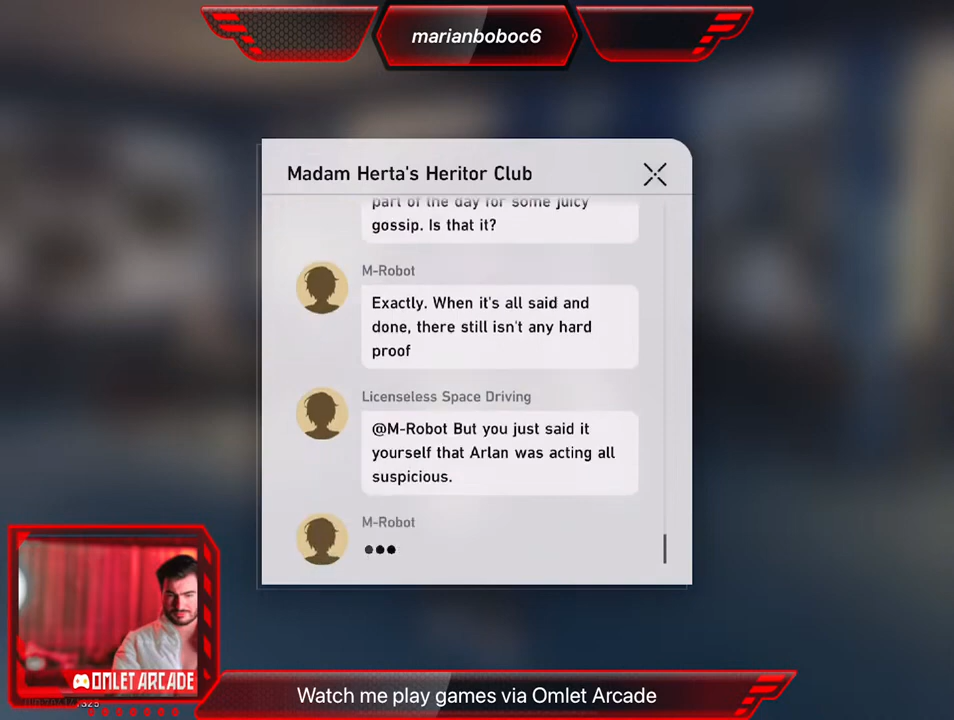 marianboboc6
Madam Herta's Heritor Club
part of the day for some juicy
gossip. Is that it?
M-Robot
Exactly. When it's all said and
done, there still isn't any hard
proof
Licenseless Space Driving
@M-Robot But you just said it
yourself that Arlan was acting all
suspicious.
M-Robot
OMLET ARCADE
Watch me play games via Omlet Arcade